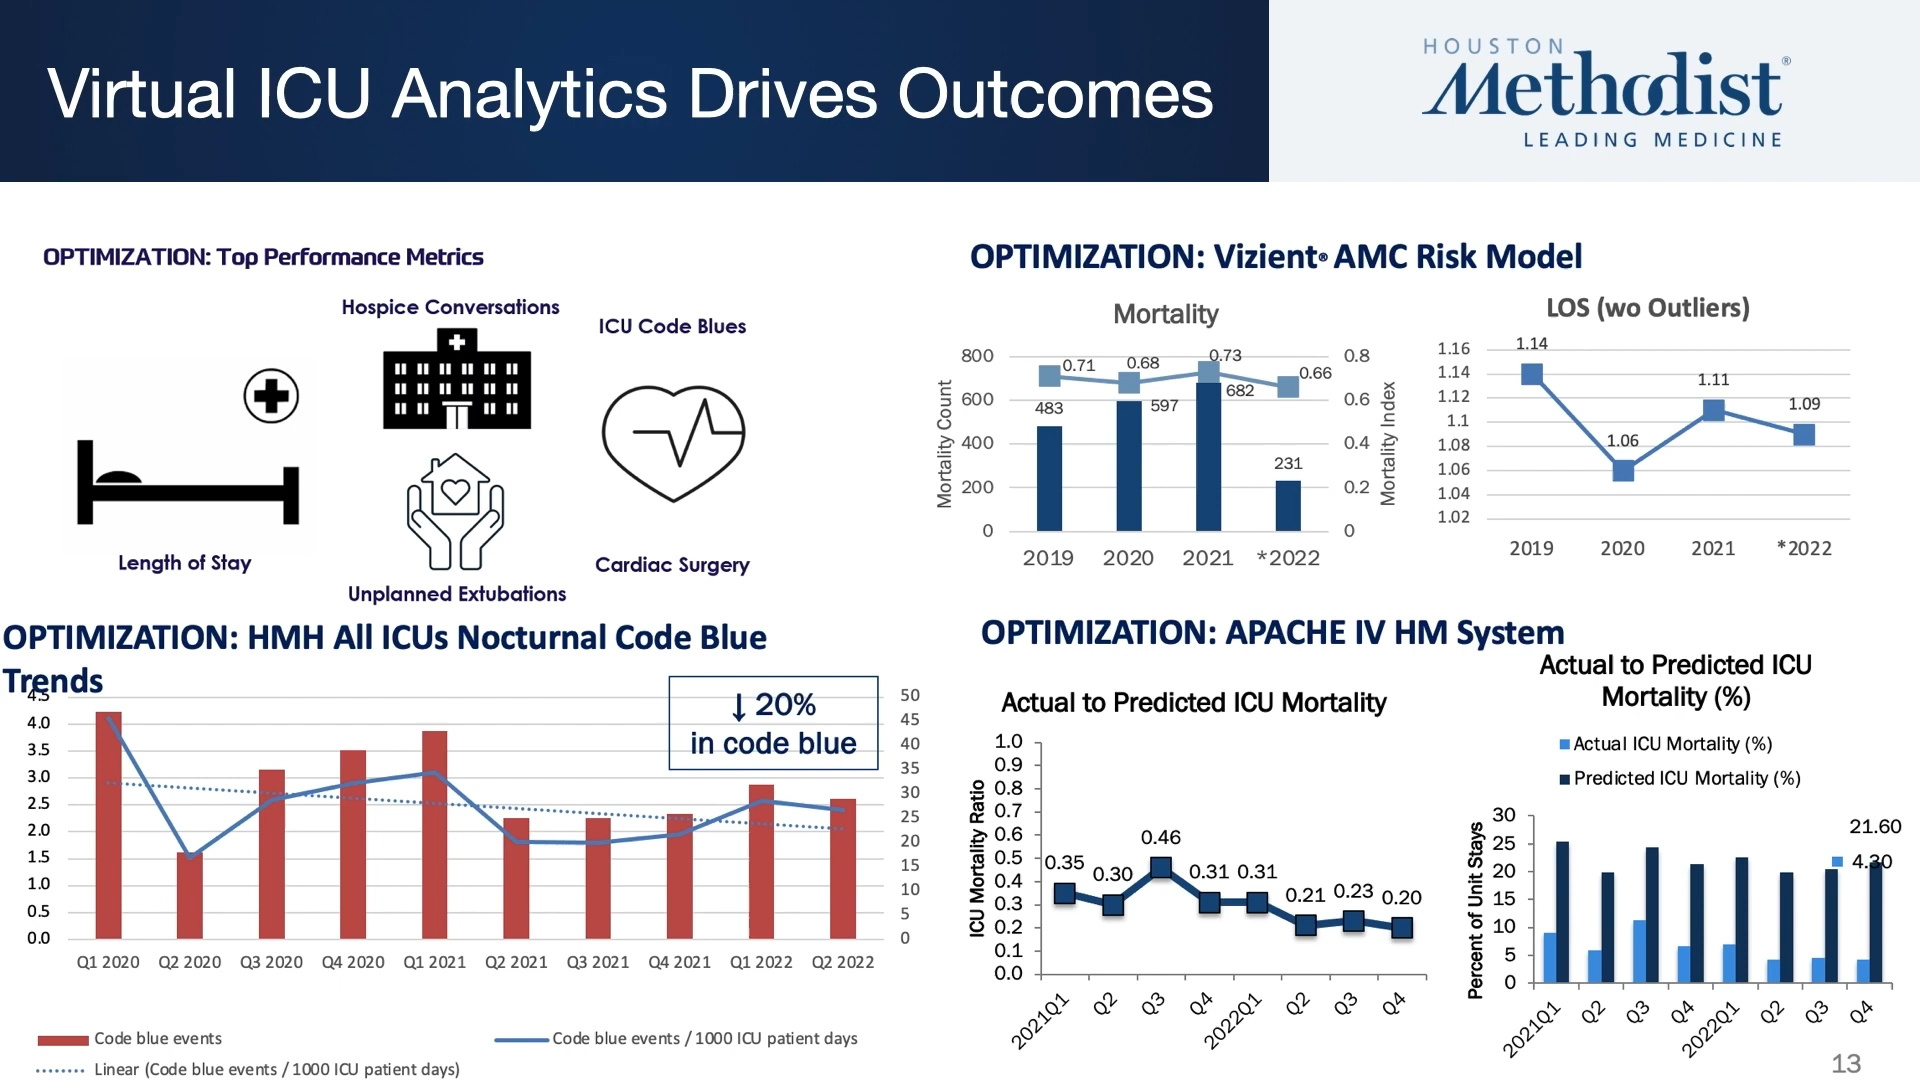 Virtual ICU Analytics Drives Outcomes
HOUSTON
Methodist®
LEADING MEDICINE
OPTIMIZATION: Top Performance Metrics
Hospice Conversations
ICU Code Blues
Length of Stay
Cardiac Surgery
Unplanned Extubations
OPTIMIZATION: Vizient® AMC Risk Model
Mortality
Mortality Count
800
600
400
200
0
0.71
0.68
0.73
0.66
483
597
682
231
0.8
0.6
0.4
0.2
0
Mortality Index
2019
2020
2021
*2022
LOS (wo Outliers)
1.16
1.14
1.12
1.1
1.08
1.06
1.04
1.02
1.14
1.06
1.11
1.09
2019
2020
2021
*2022
OPTIMIZATION: HMH All ICUs Nocturnal Code Blue
Trends
4.5
4.0
3.5
3.0
2.5
2.0
1.5
1.0
0.5
0.0
↓ 20%
in code blue
50
45
40
35
30
25
20
15
10
5
0
Q1 2020
Q2 2020
Q3 2020
Q4 2020
Q1 2021
Q2 2021
Q3 2021
Q4 2021
Q1 2022
Q2 2022
Code blue events
Code blue events / 1000 ICU patient days
Linear (Code blue events / 1000 ICU patient days)
OPTIMIZATION: APACHE IV HM System
Actual to Predicted ICU Mortality
ICU Mortality Ratio
1.0
0.9
0.8
0.7
0.6
0.5
0.4
0.3
0.2
0.1
0.0
0.35
0.30
0.46
0.31
0.31
0.21
0.23
0.20
2021Q1
Q2
Q3
Q4
2022Q1
Q2
Q3
Q4
Actual to Predicted ICU
Mortality (%)
Actual ICU Mortality (%)
Predicted ICU Mortality (%)
Percent of Unit Stays
30
25
20
15
10
5
0
21.60
4.30
2021Q1
Q2
Q3
Q4
2022Q1
Q2
Q3
Q4
13